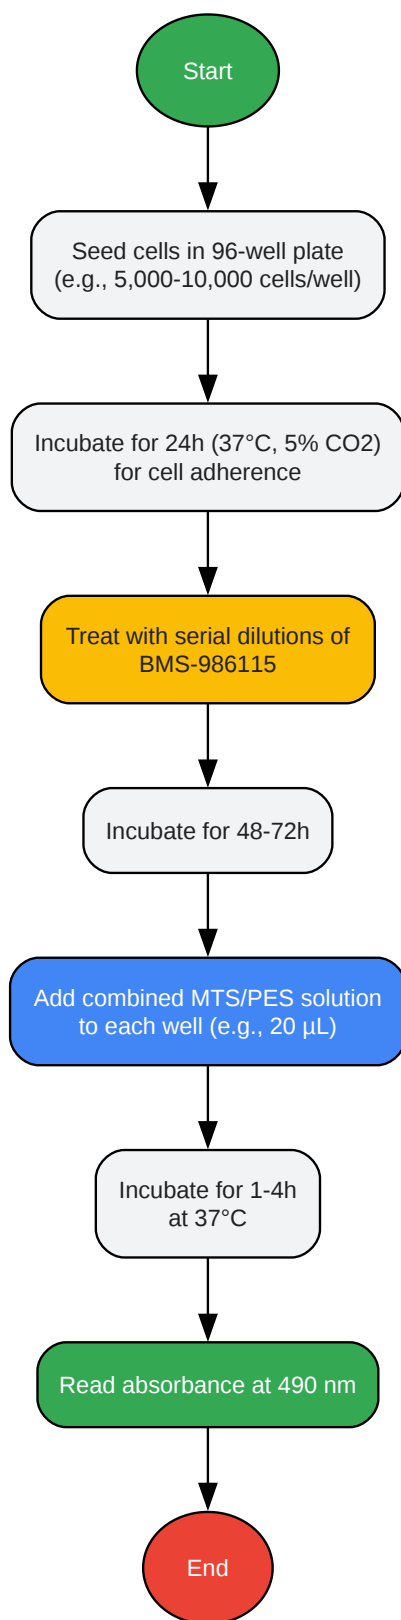 Start
Seed cells in 96-well plate
(e.g., 5,000-10,000 cells/well)
Incubate for 24h (37°C, 5% CO2)
for cell adherence
Treat with serial dilutions of
BMS-986115
Incubate for 48-72h
Add combined MTS/PES solution
to each well (e.g., 20 µL)
Incubate for 1-4h
at 37°C
Read absorbance at 490 nm
End